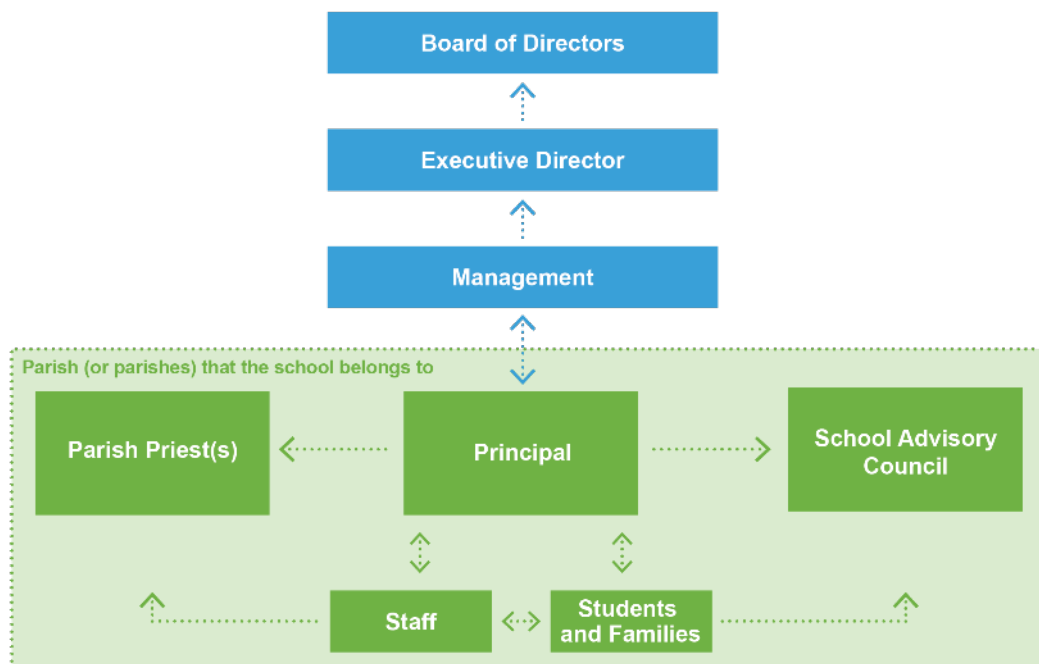 Board of Directors
Executive Director
Management
Parish (or parishes) that the school belongs to
Parish Priest(s)
Principal
School Advisory
Council
Staff
Students
and Families